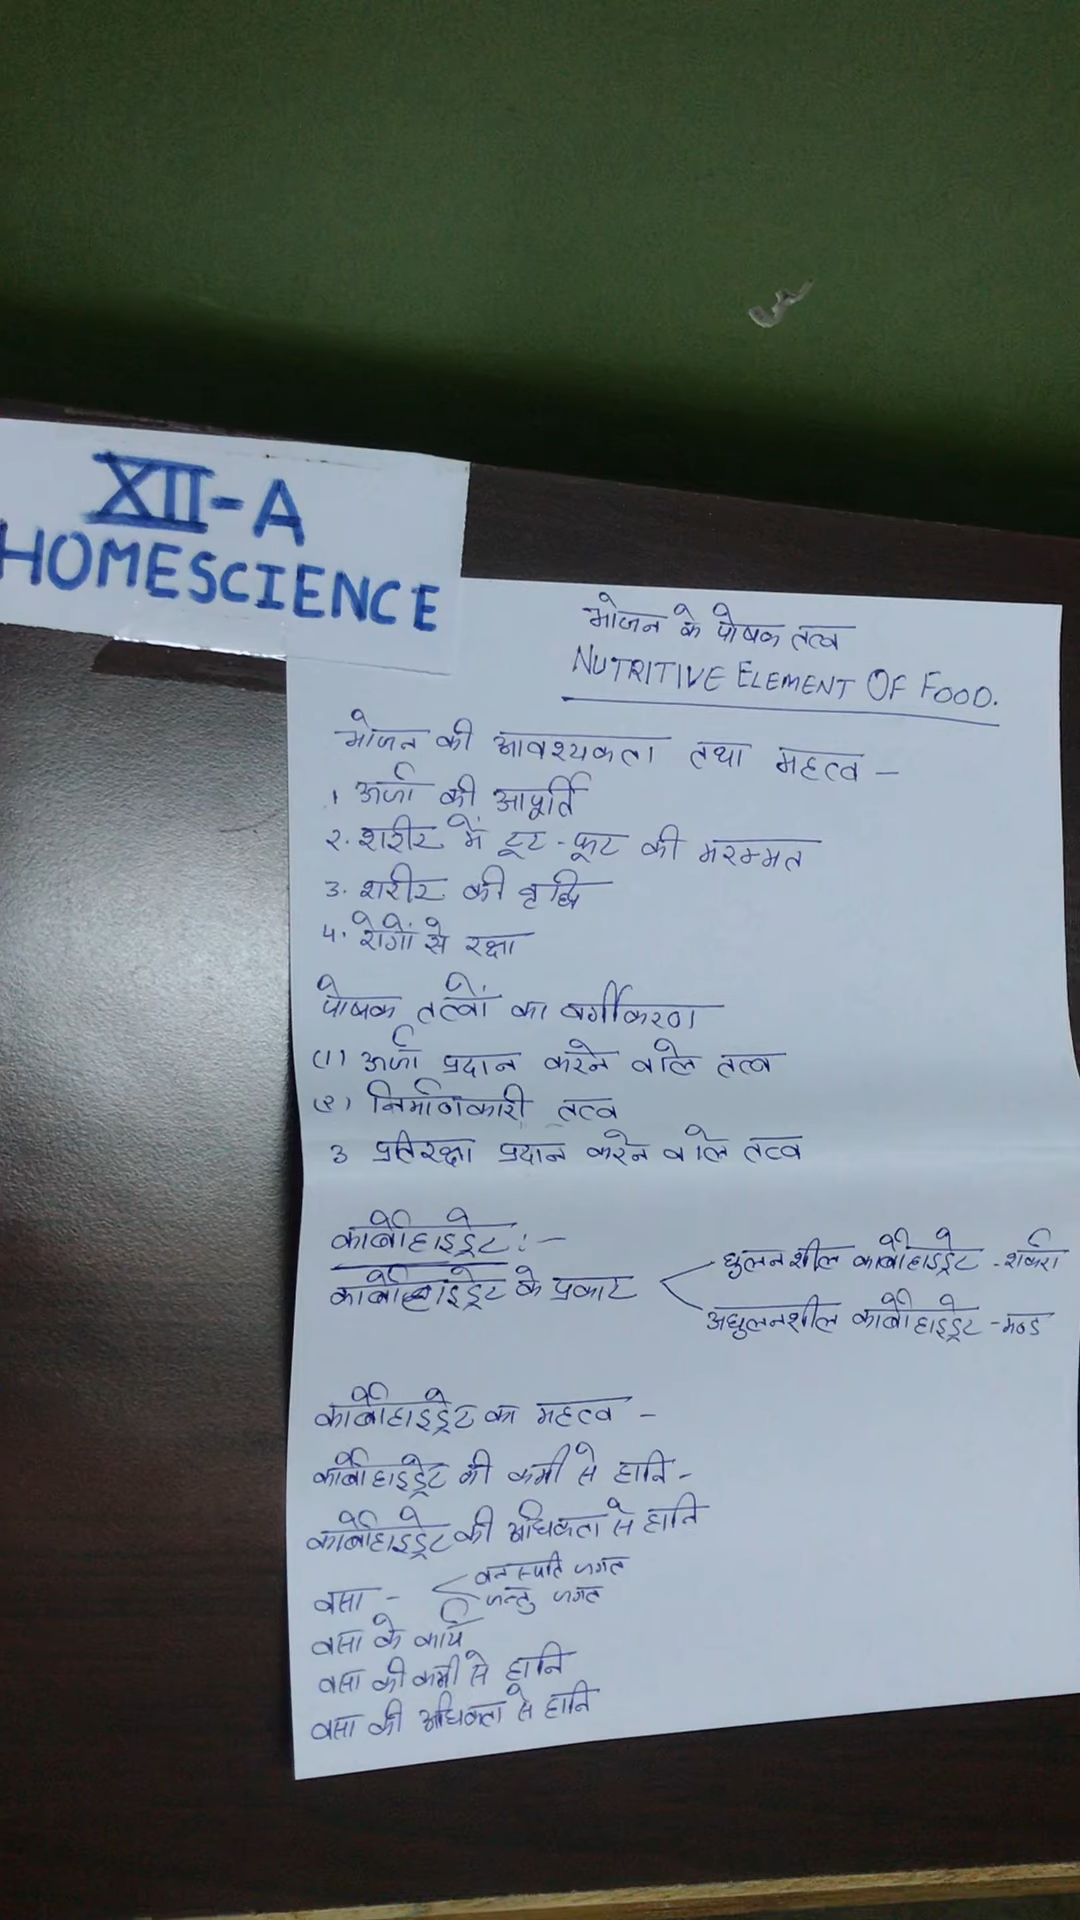 XII-A
HOMESCIENCE
भोजन के पोषक तत्व
NUTRITIVE ELEMENT OF FOOD.
भोजन की आवश्यकता तथा महत्व -
1 ऊर्जा की आपूर्ति
2. शरीर में टूट-फूट की मरम्मत
3. शरीर की वृद्धि
4. रोगों से रक्षा
पोषक तत्वों का वर्गीकरण
(1) ऊर्जा प्रदान करने वाले तत्व
(2) निर्माणकारी तत्व
3 प्रतिरक्षा प्रदान करने वाले तत्व
कार्बोहाइड्रेट :-
कार्बोहाइड्रेट के प्रकार
घुलनशील कार्बोहाइड्रेट - शर्करा
अघुलनशील कार्बोहाइड्रेट - मण्ड
कार्बोहाइड्रेट का महत्व -
कार्बोहाइड्रेट की कमी से हानि -
कार्बोहाइड्रेट की अधिकता से हानि
वसा - वनस्पति जगत
जन्तु जगत
वसा के कार्य
वसा की कमी से हानि
वसा की अधिकता से हानि